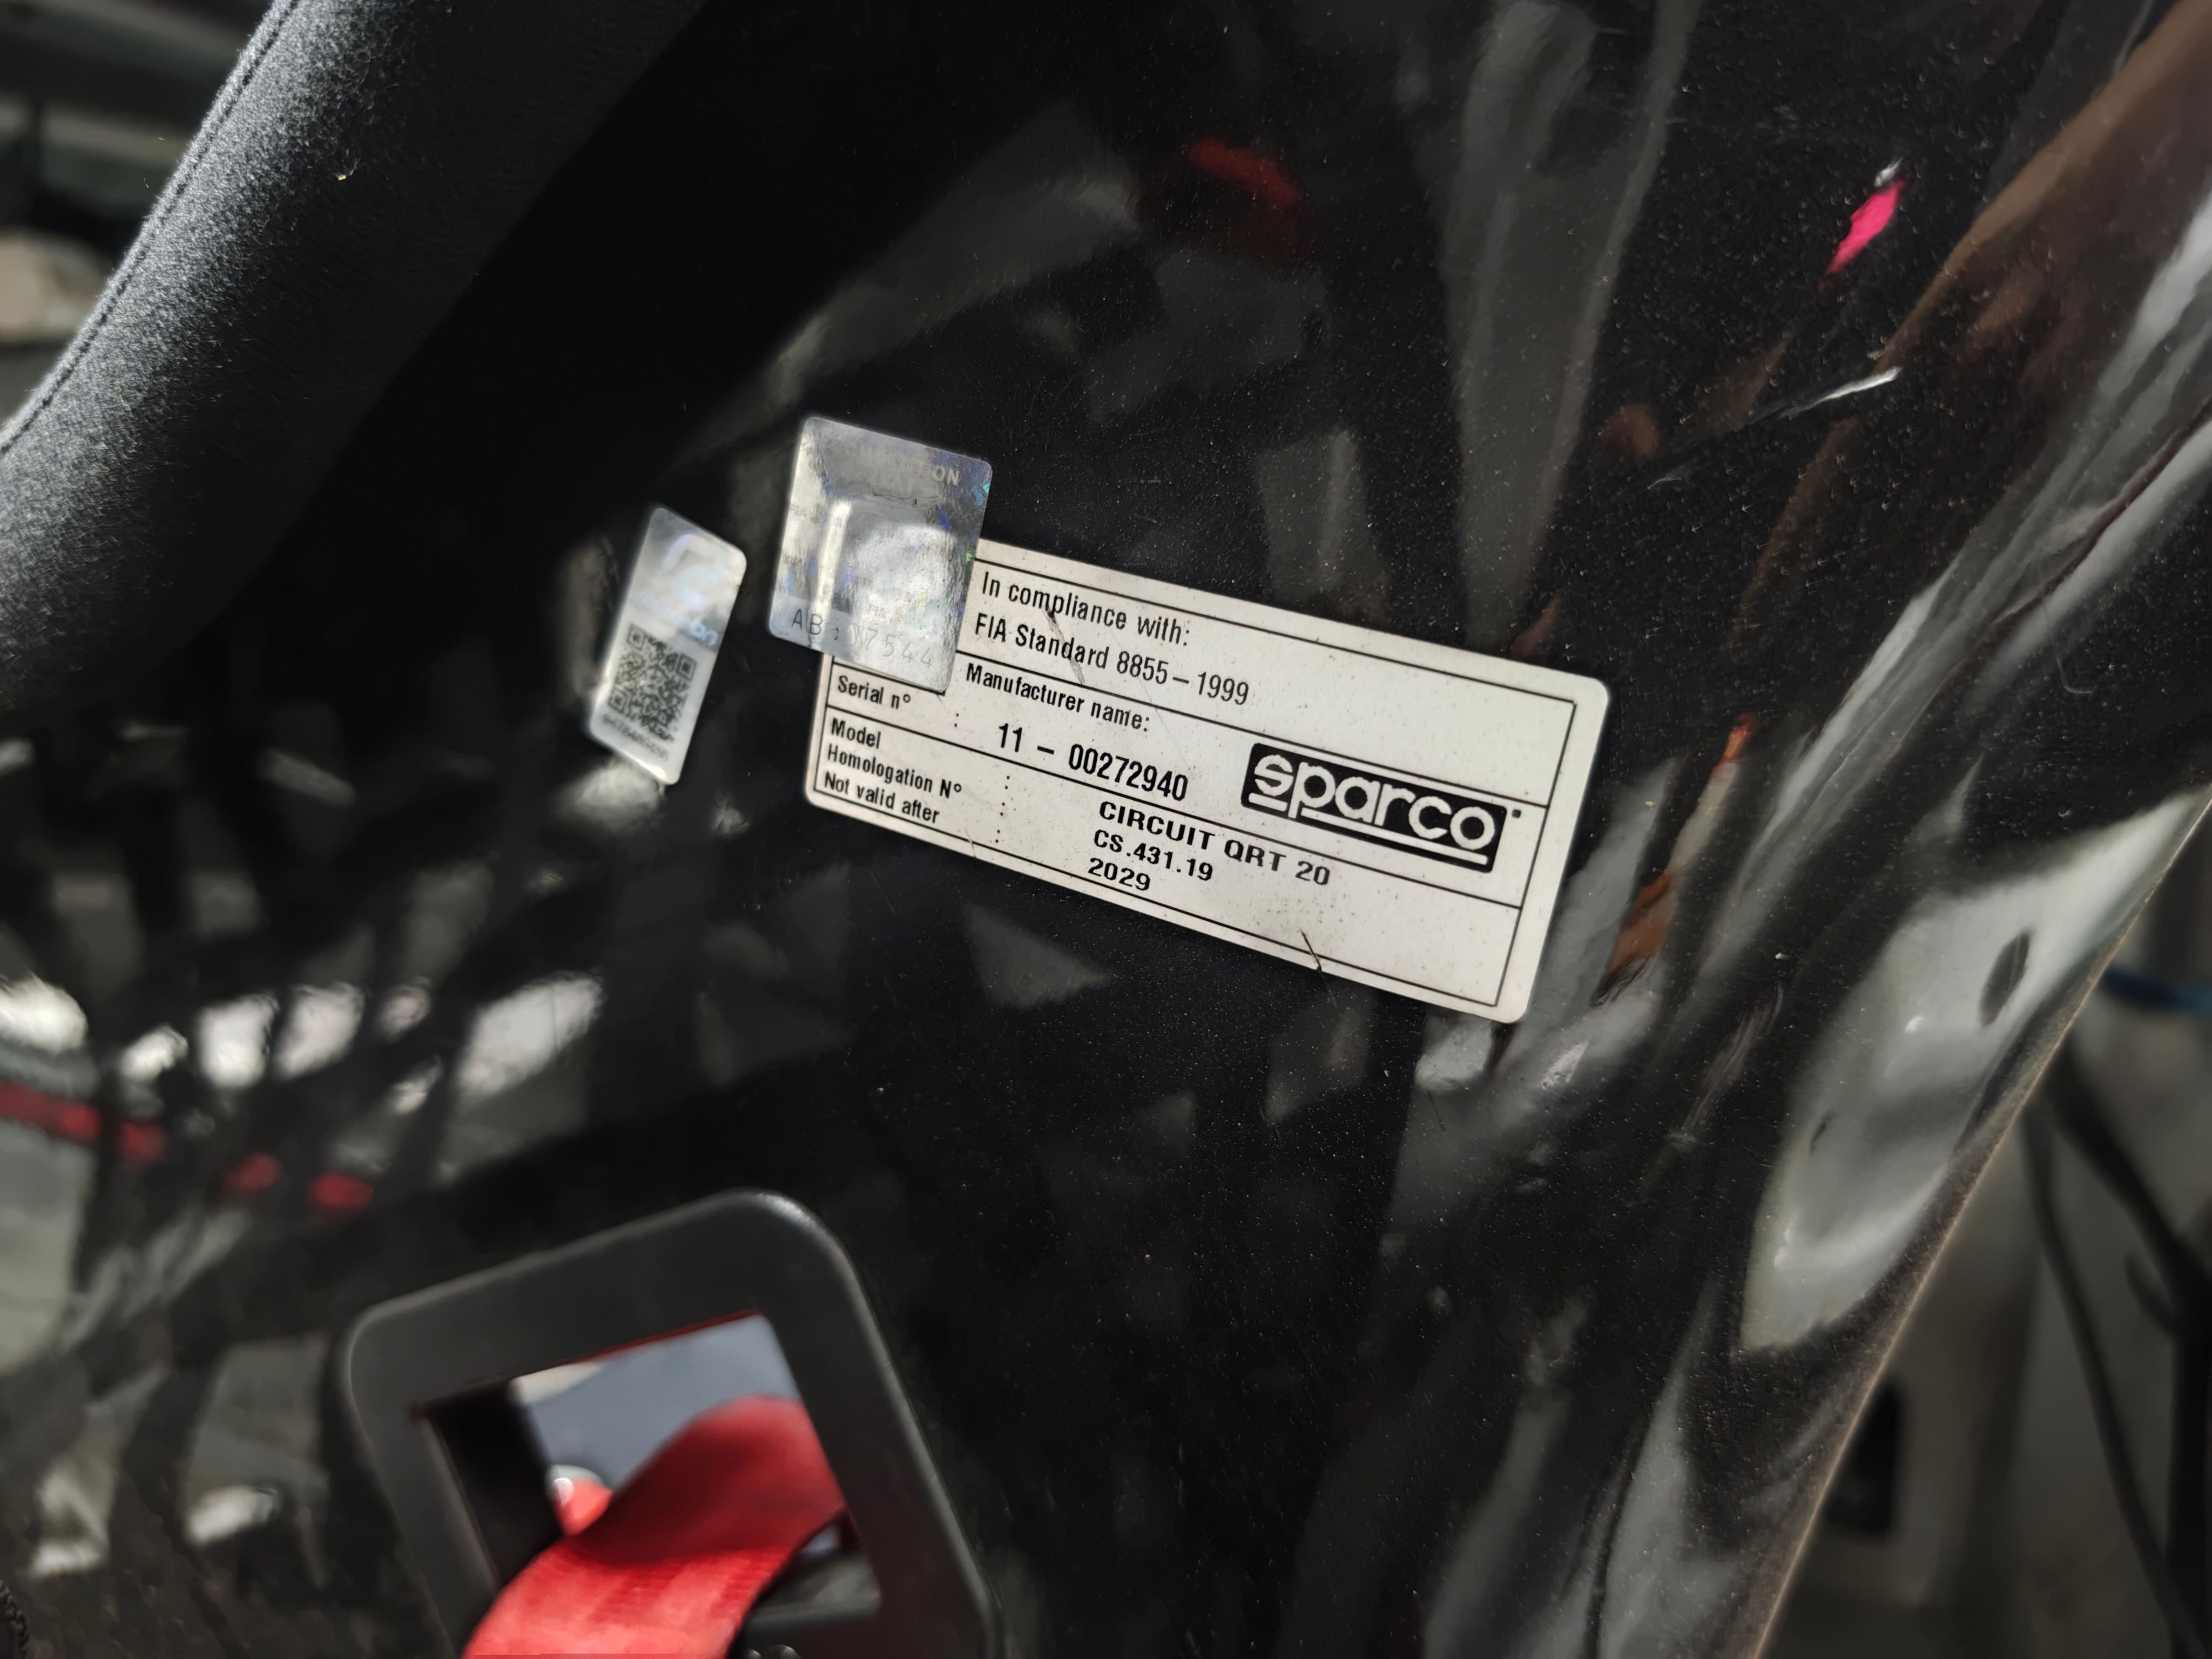 In compliance with:
FIA Standard 8855-1999
Manufacturer name:
sparco
Serial n° : 11 - 00272940
Model : CIRCUIT QRT 20
Homologation N° : CS.431.19
Not valid after : 2029